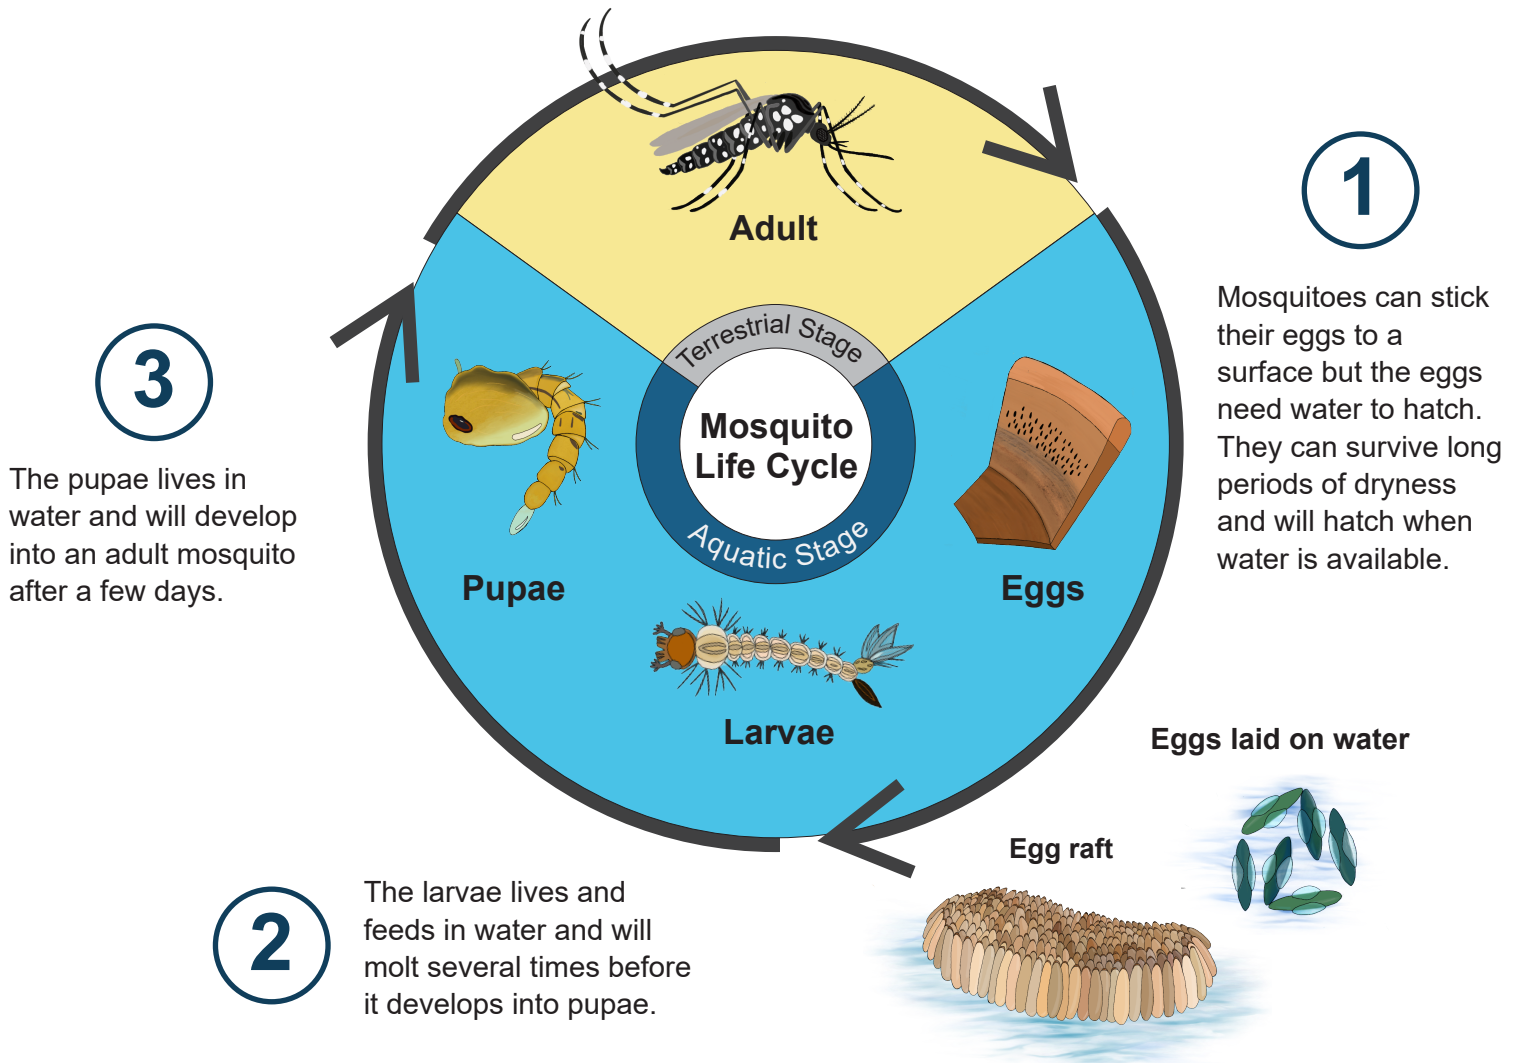 Adult
Terrestrial Stage
Mosquito
Life Cycle
Aquatic Stage
Pupae
Eggs
Larvae
1
Mosquitoes can stick
their eggs to a
surface but the eggs
need water to hatch.
They can survive long
periods of dryness
and will hatch when
water is available.
Eggs laid on water
Egg raft
2
The larvae lives and
feeds in water and will
molt several times before
it develops into pupae.
3
The pupae lives in
water and will develop
into an adult mosquito
after a few days.